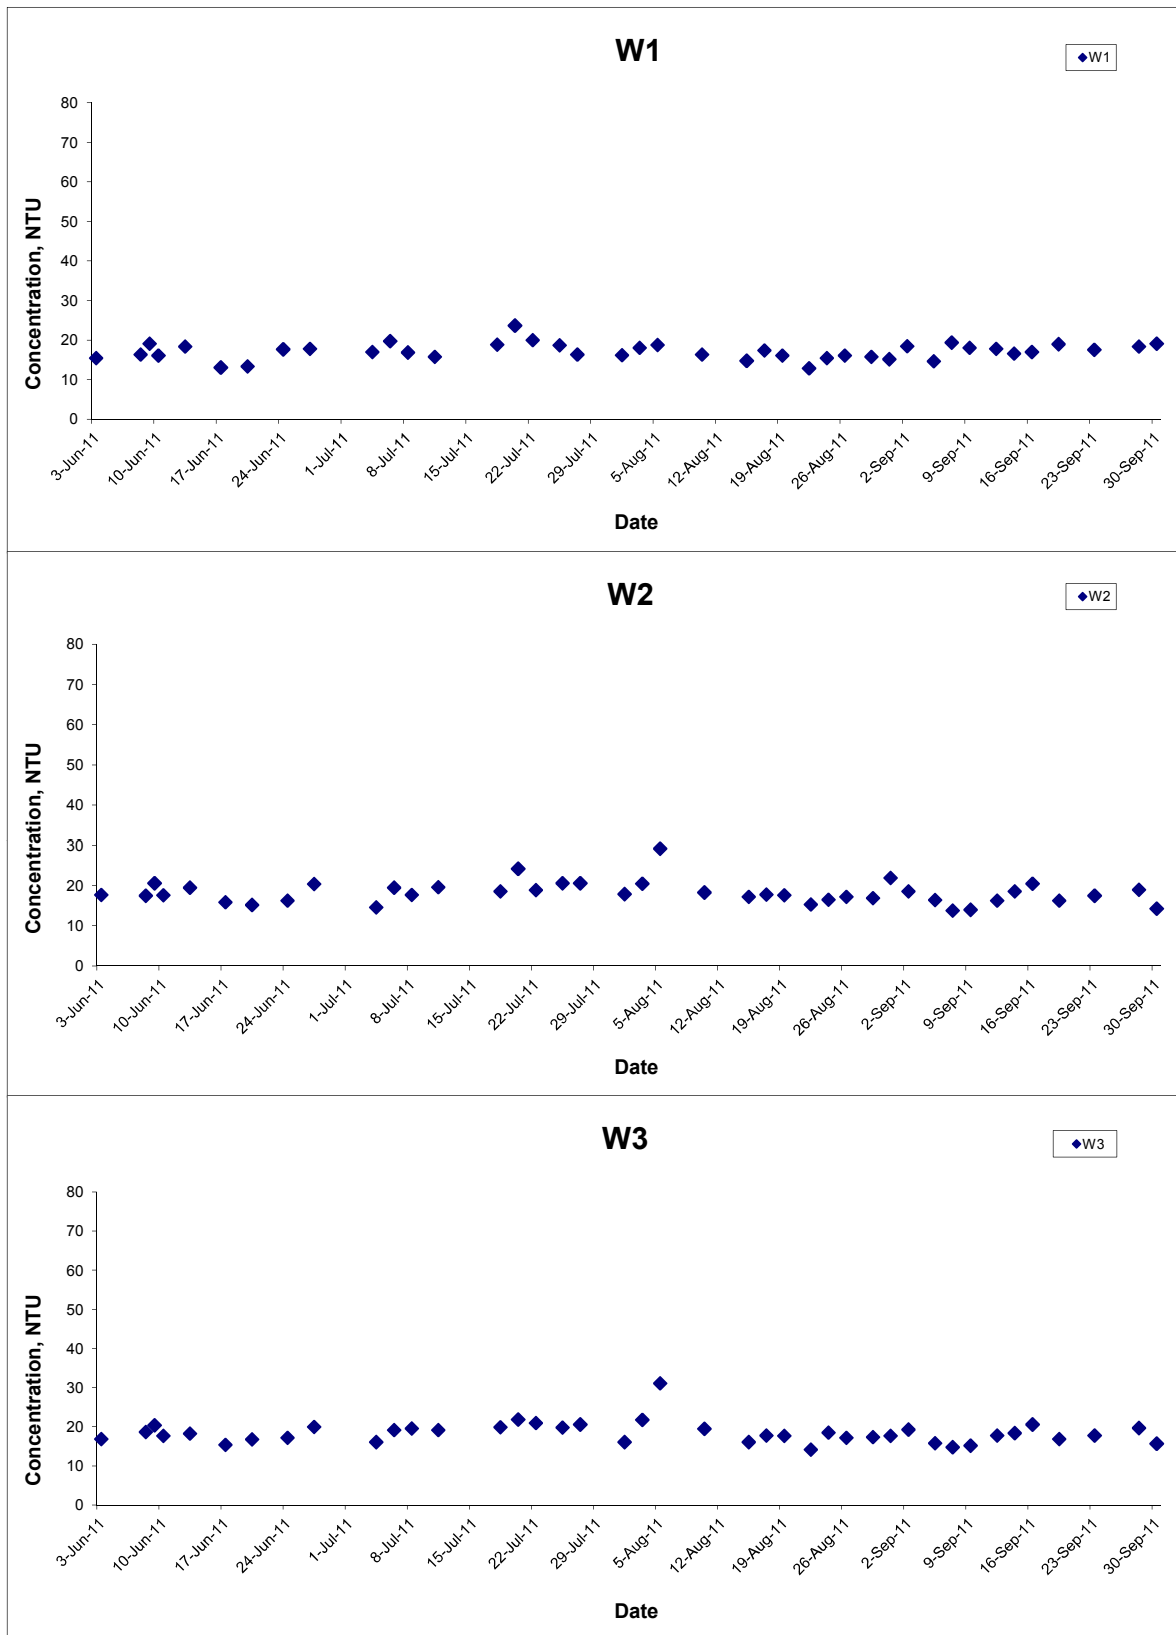 W1
W1
80
70
60
50
40
30
20
10
0
Concentration, NTU
3-Jun-11
10-Jun-11
17-Jun-11
24-Jun-11
1-Jul-11
8-Jul-11
15-Jul-11
22-Jul-11
29-Jul-11
5-Aug-11
12-Aug-11
19-Aug-11
26-Aug-11
2-Sep-11
9-Sep-11
16-Sep-11
23-Sep-11
30-Sep-11
Date
W2
W2
80
70
60
50
40
30
20
10
0
Concentration, NTU
3-Jun-11
10-Jun-11
17-Jun-11
24-Jun-11
1-Jul-11
8-Jul-11
15-Jul-11
22-Jul-11
29-Jul-11
5-Aug-11
12-Aug-11
19-Aug-11
26-Aug-11
2-Sep-11
9-Sep-11
16-Sep-11
23-Sep-11
30-Sep-11
Date
W3
W3
80
70
60
50
40
30
20
10
0
Concentration, NTU
3-Jun-11
10-Jun-11
17-Jun-11
24-Jun-11
1-Jul-11
8-Jul-11
15-Jul-11
22-Jul-11
29-Jul-11
5-Aug-11
12-Aug-11
19-Aug-11
26-Aug-11
2-Sep-11
9-Sep-11
16-Sep-11
23-Sep-11
30-Sep-11
Date